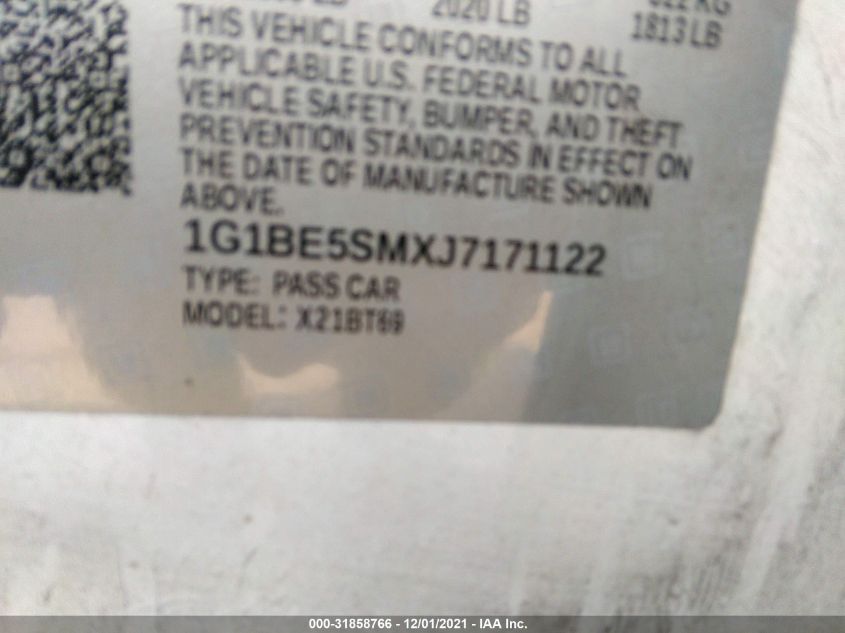 2020 LB
1813 LB
THIS VEHICLE CONFORMS TO ALL
APPLICABLE U.S. FEDERAL MOTOR
VEHICLE SAFETY, BUMPER, AND THEFT
PREVENTION STANDARDS IN EFFECT ON
THE DATE OF MANUFACTURE SHOWN
ABOVE.
1G1BE5SMXJ7171122
TYPE: PASS CAR
MODEL: X21BT69
000-31858766 - 12/01/2021 - IAA Inc.